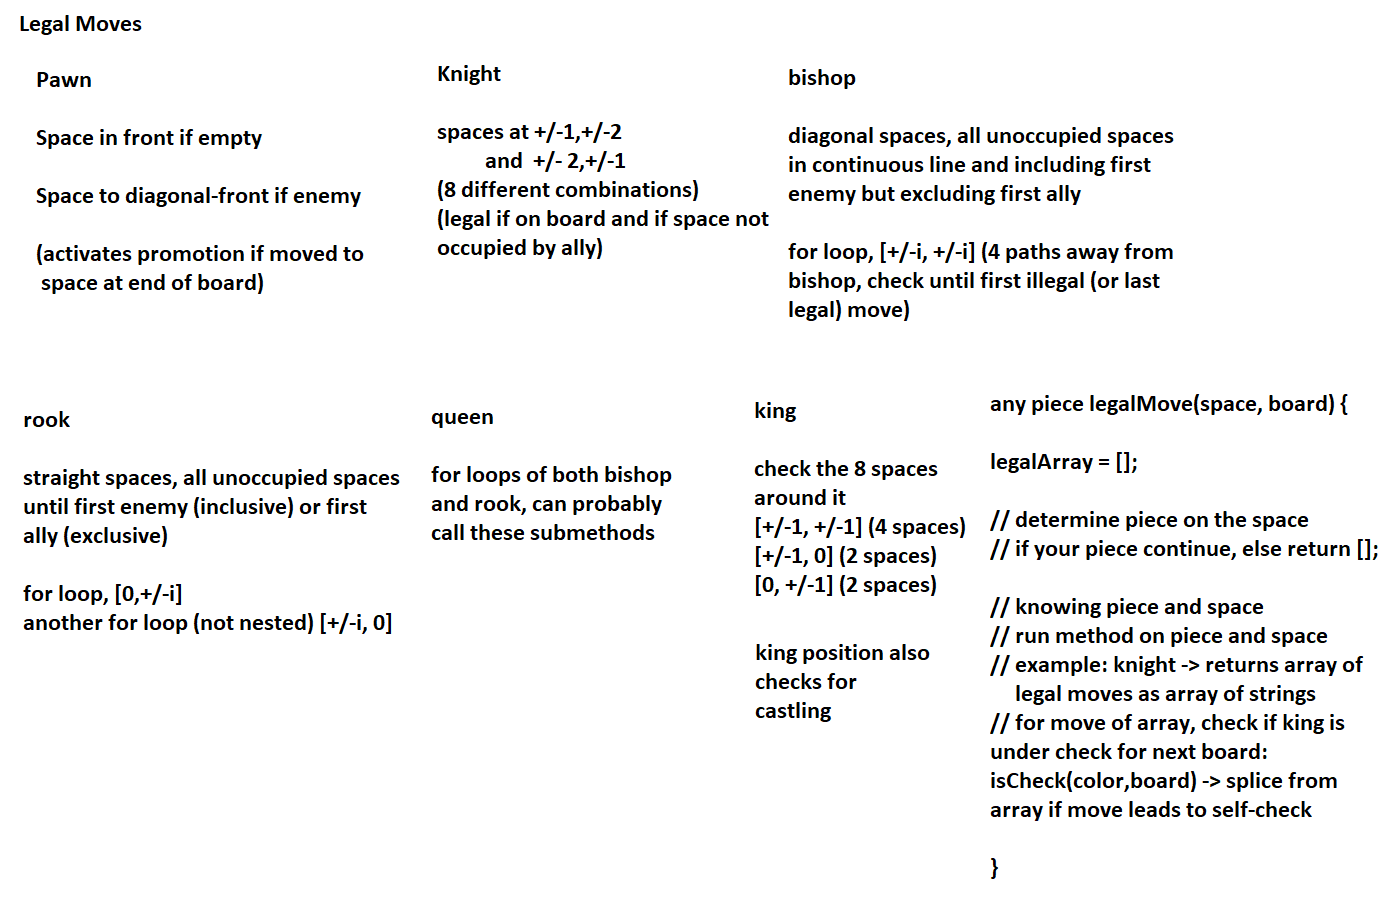 Legal Moves
Pawn
Space in front if empty
Space to diagonal-front if enemy
(activates promotion if moved to
space at end of board)
Knight
spaces at +/-1,+/-2
and +/- 2,+/-1
(8 different combinations)
(legal if on board and if space not
occupied by ally)
bishop
diagonal spaces, all unoccupied spaces
in continuous line and including first
enemy but excluding first ally
for loop, [+/-i, +/-i] (4 paths away from
bishop, check until first illegal (or last
legal) move)
rook
straight spaces, all unoccupied spaces
until first enemy (inclusive) or first
ally (exclusive)
for loop, [0,+/-i]
another for loop (not nested) [+/-i, 0]
queen
for loops of both bishop
and rook, can probably
call these submethods
king
check the 8 spaces
around it
[+/-1, +/-1] (4 spaces)
[+/-1, 0] (2 spaces)
[0, +/-1] (2 spaces)
king position also
checks for
castling
any piece legalMove(space, board) {
legalArray = [];
// determine piece on the space
// if your piece continue, else return [];
// knowing piece and space
// run method on piece and space
// example: knight -> returns array of
legal moves as array of strings
// for move of array, check if king is
under check for next board:
isCheck(color,board) -> splice from
array if move leads to self-check
}